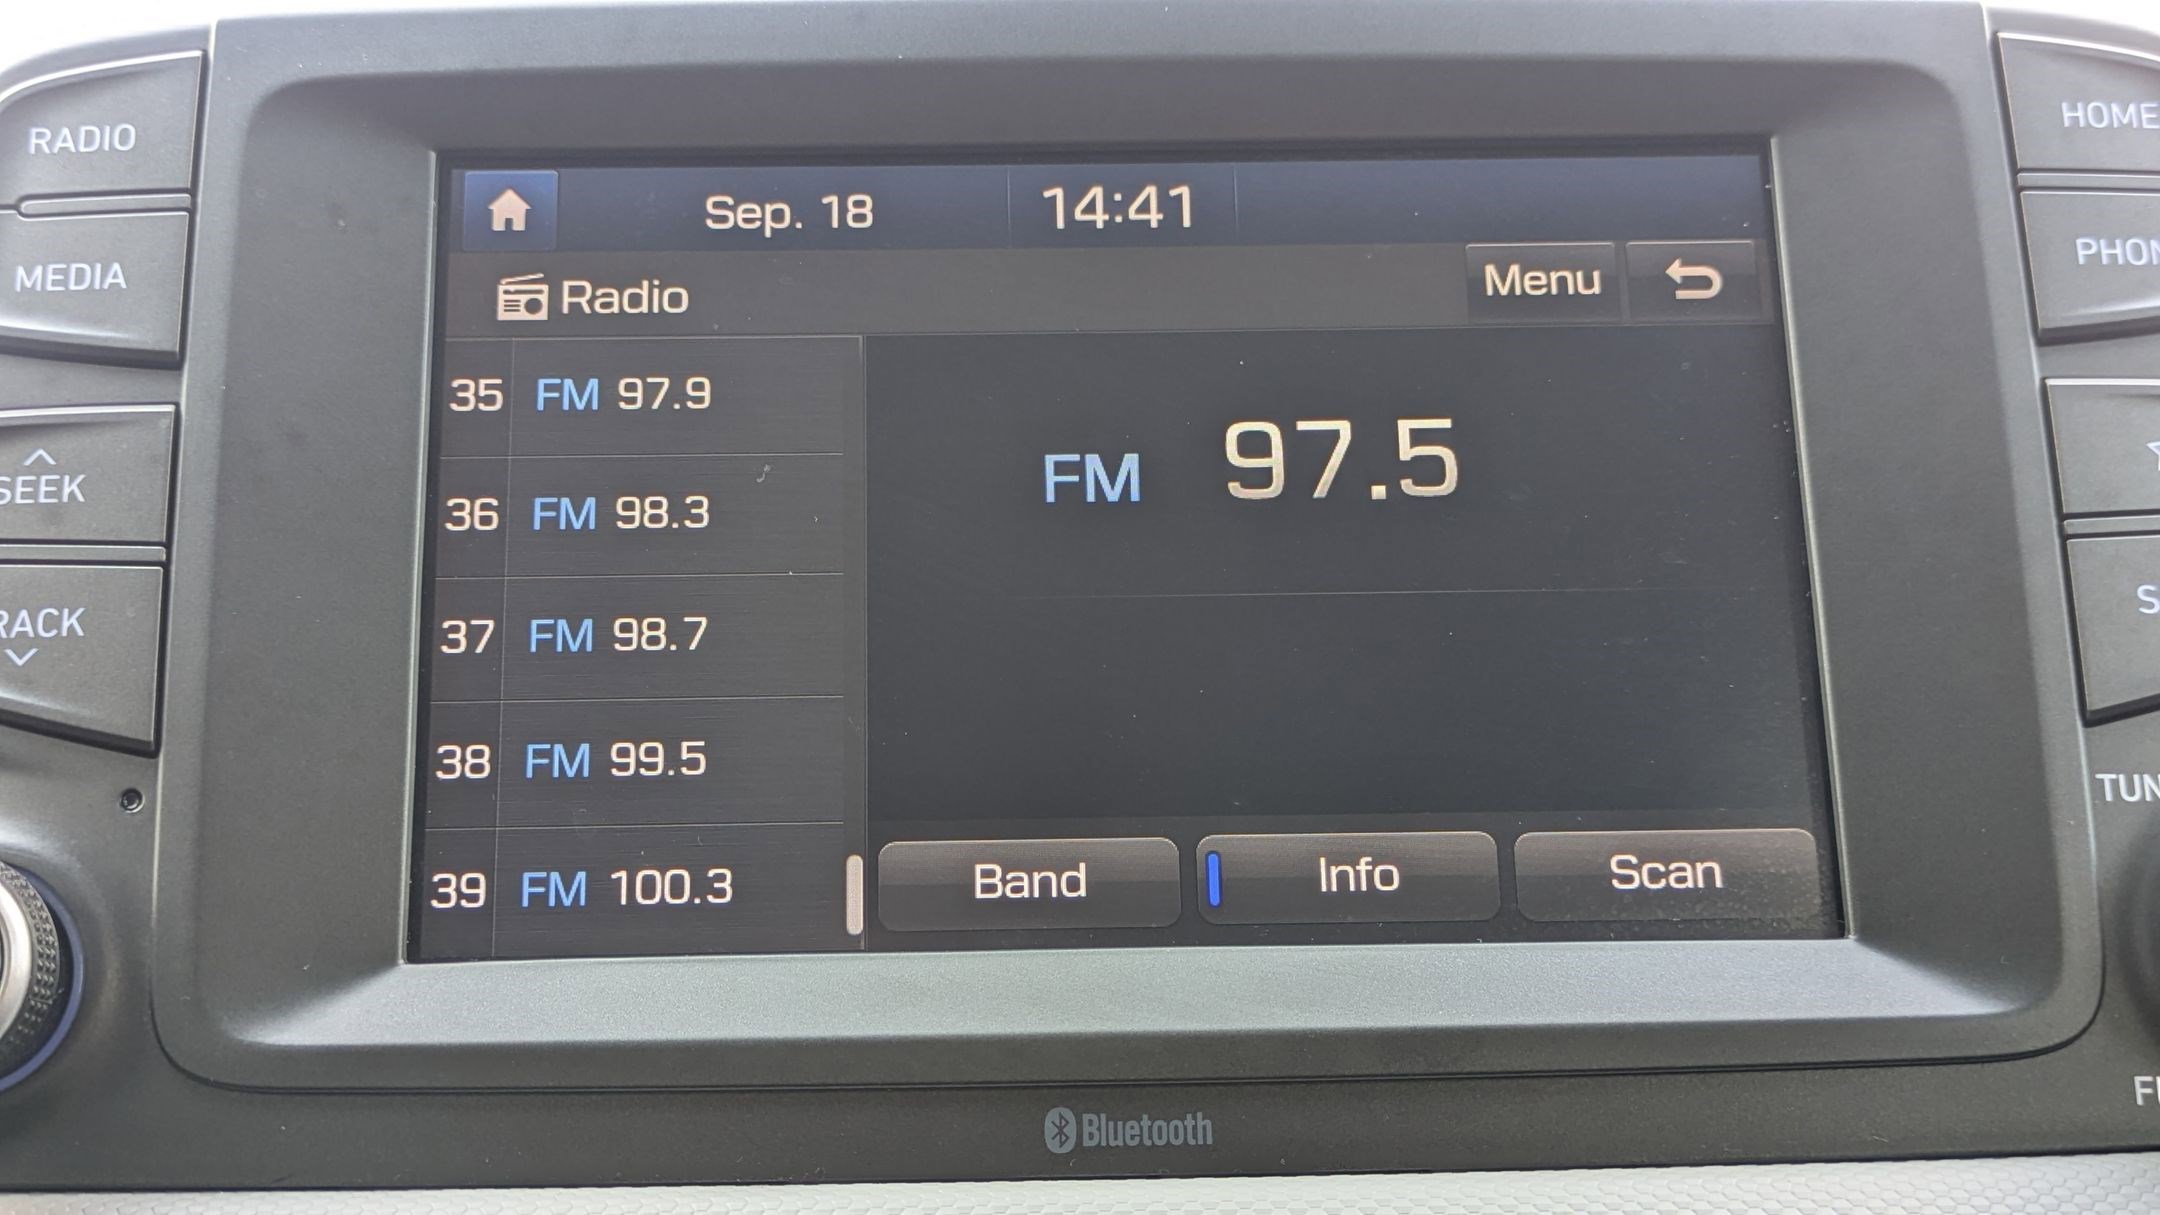 RADIO
MEDIA
SEEK
RACK
Sep. 18 14:41
Radio Menu
35 FM 97.9
36 FM 98.3
37 FM 98.7
38 FM 99.5
39 FM 100.3
FM 97.5
Band Info Scan
HOME
PHON
S
TUN
Bluetooth